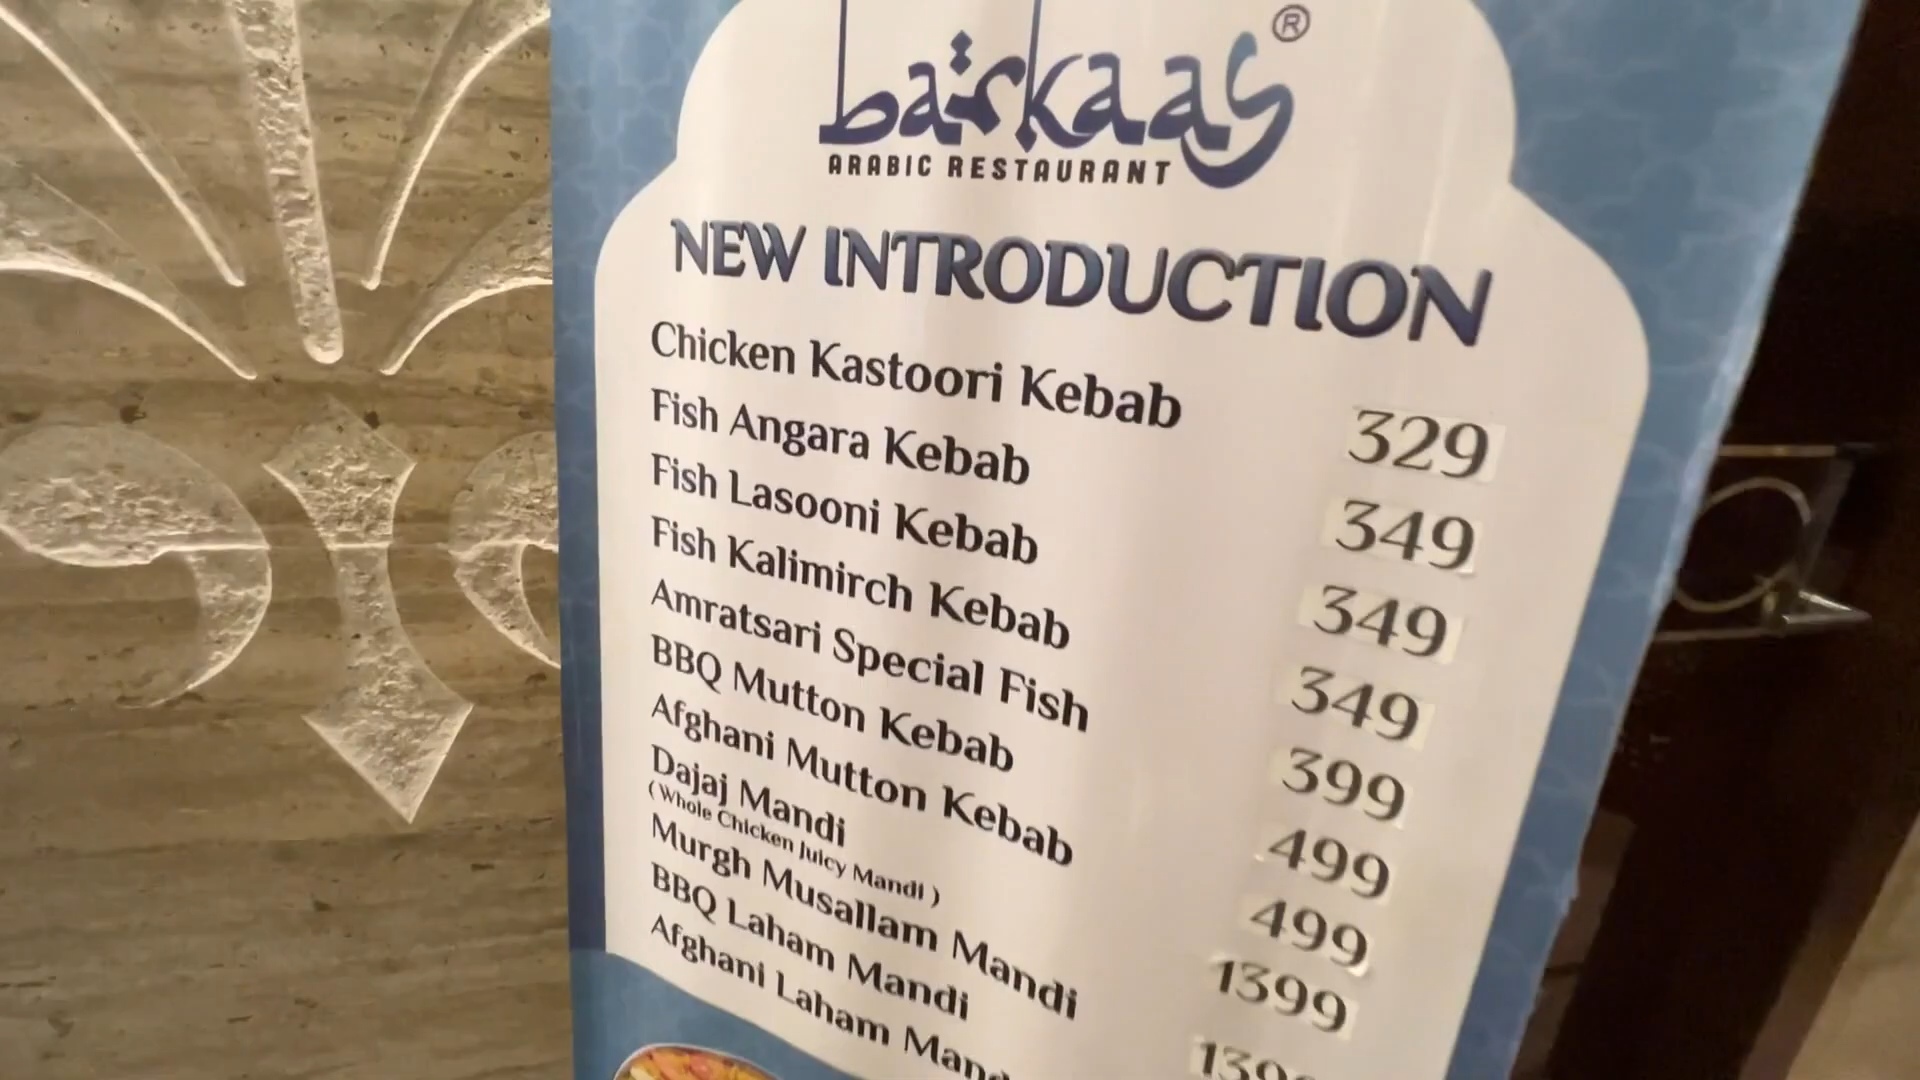 barkaas®
ARABIC RESTAURANT
NEW INTRODUCTION
Chicken Kastoori Kebab 329
Fish Angara Kebab 349
Fish Lasooni Kebab 349
Fish Kalimirch Kebab 349
Amratsari Special Fish 399
BBQ Mutton Kebab 499
Afghani Mutton Kebab 499
Dajaj Mandi 1399
( Whole Chicken Juicy Mandi )
Murgh Musallam Mandi
BBQ Laham Mandi
Afghani Laham